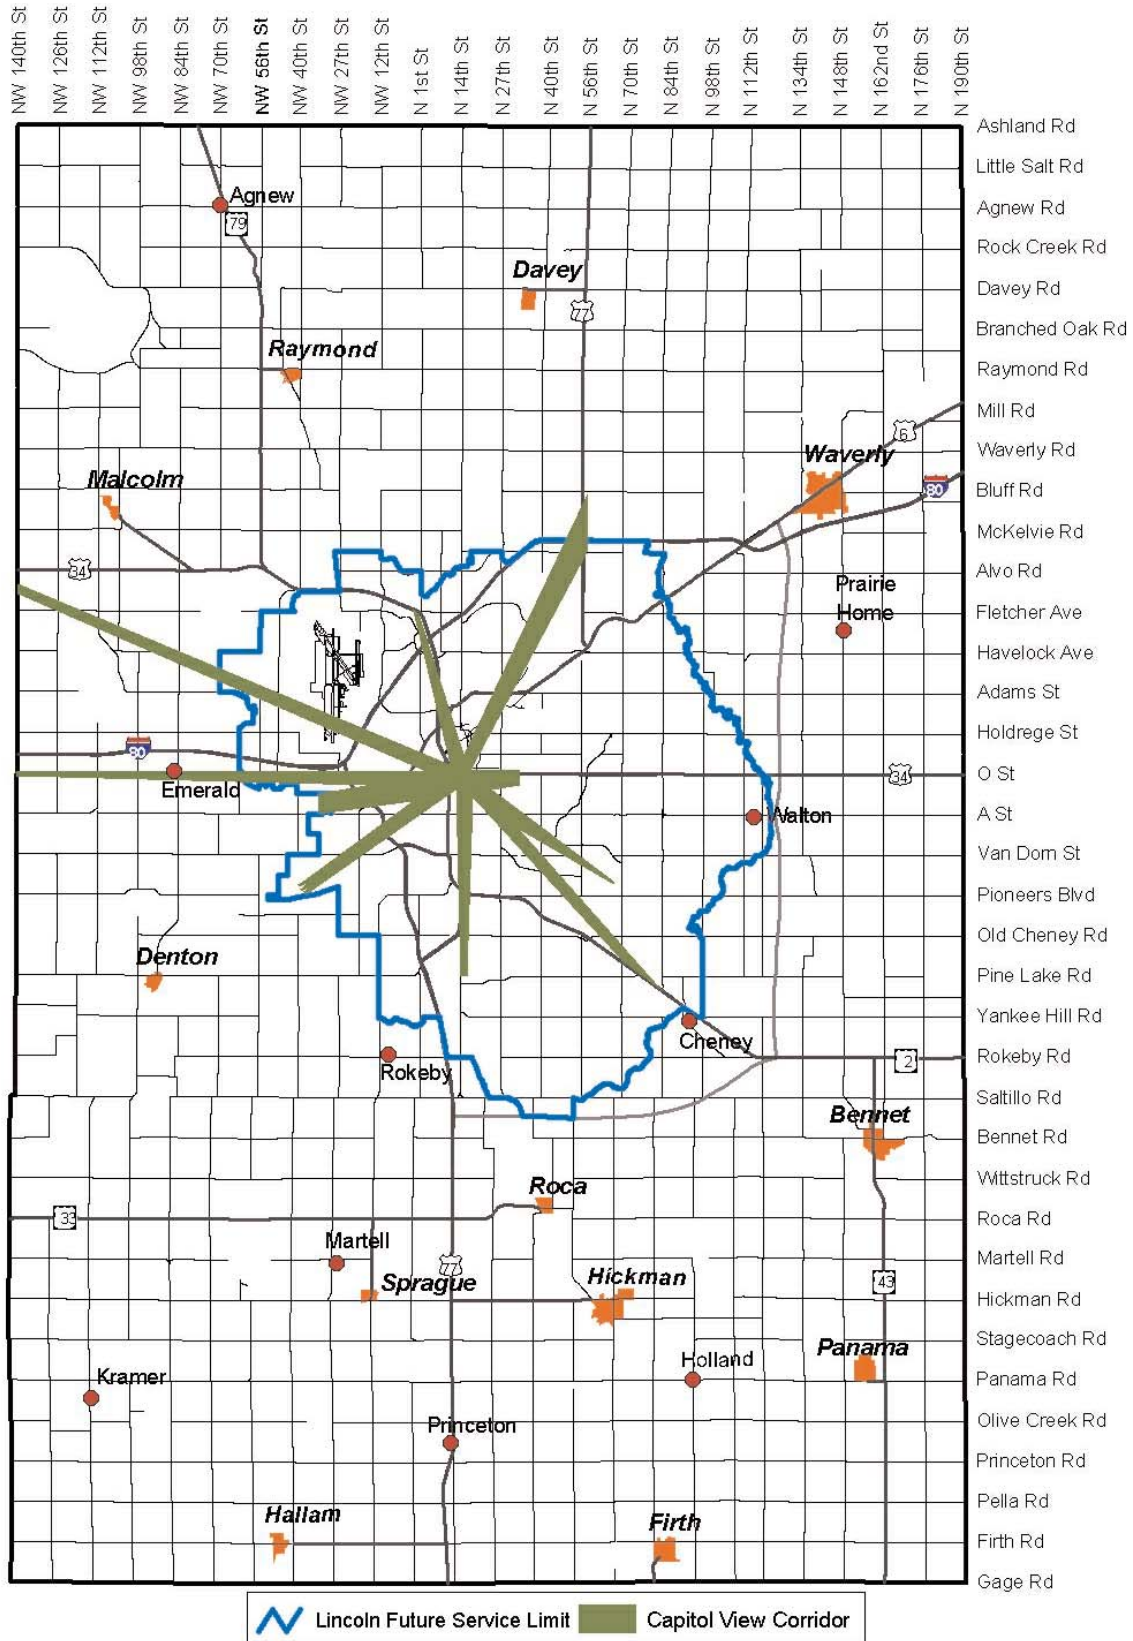 NW 140th St
NW 126th St
NW 112th St
NW 98th St
NW 84th St
NW 70th St
NW 56th St
NW 40th St
NW 27th St
NW 12th St
N 1st St
N 14th St
N 27th St
N 40th St
N 56th St
N 70th St
N 84th St
N 98th St
N 112th St
N 134th St
N 148th St
N 162nd St
N 176th St
N 190th St
Ashland Rd
Little Salt Rd
Agnew
79
Agnew Rd
Rock Creek Rd
Davey
Davey Rd
77
Branched Oak Rd
Raymond
Raymond Rd
Mill Rd
6
Waverly
Waverly Rd
Malcolm
80
Bluff Rd
McKelvie Rd
34
Alvo Rd
Prairie
Home
Fletcher Ave
Havelock Ave
Adams St
Holdrege St
80
Emerald
34
O St
Walton
A St
Van Dorn St
Pioneers Blvd
Old Cheney Rd
Denton
Pine Lake Rd
Yankee Hill Rd
Cheney
Rokeby
2
Rokeby Rd
Saltillo Rd
Bennet
Bennet Rd
Wittstruck Rd
Roca
33
Roca Rd
Martell
77
Martell Rd
Sprague
Hickman
43
Hickman Rd
Stagecoach Rd
Kramer
Holland
Panama
Panama Rd
Olive Creek Rd
Princeton
Princeton Rd
Pella Rd
Hallam
Firth
Firth Rd
Gage Rd
Lincoln Future Service Limit
Capitol View Corridor